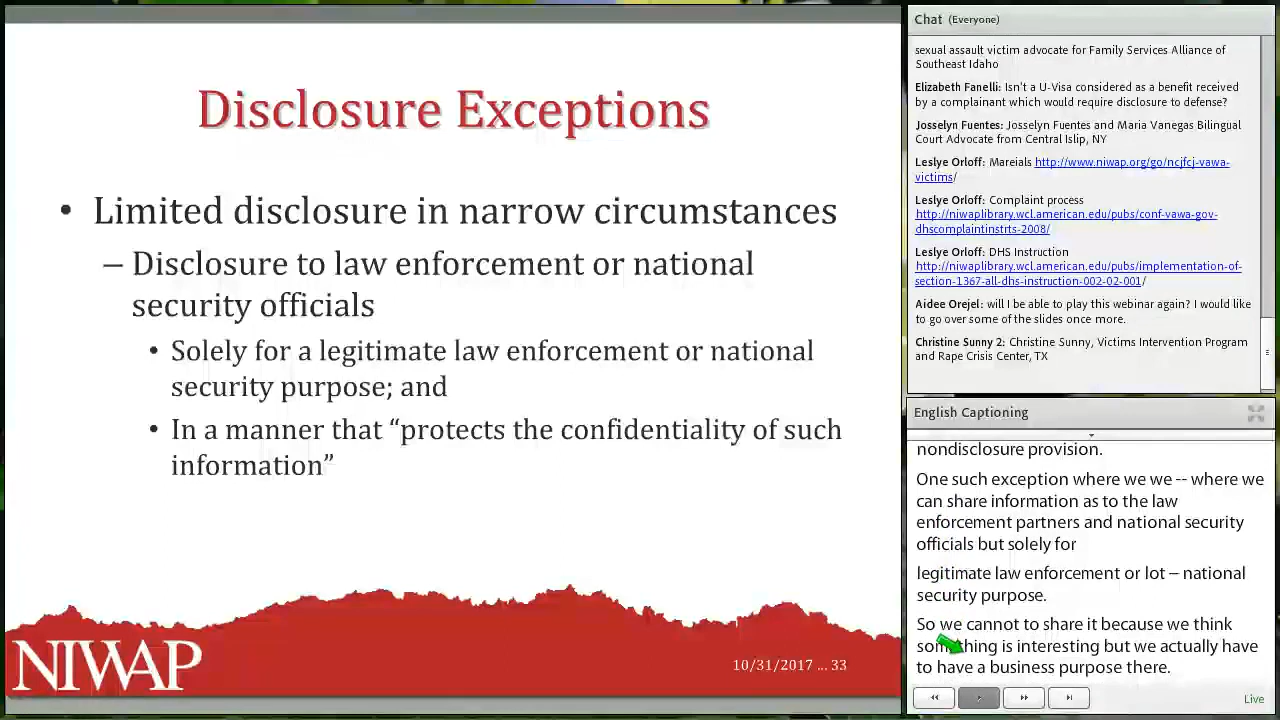 Disclosure Exceptions
• Limited disclosure in narrow circumstances
– Disclosure to law enforcement or national
security officials
• Solely for a legitimate law enforcement or national
security purpose; and
• In a manner that “protects the confidentiality of such
information”
NIWAP
10/31/2017 ... 33
Chat (Everyone)
sexual assault victim advocate for Family Services Alliance of
Southeast Idaho
Elizabeth Fanelli: Isn't a U-Visa considered as a benefit received
by a complainant which would require disclosure to defense?
Josselyn Fuentes: Josselyn Fuentes and Maria Vanegas Bilingual
Court Advocate from Central Islip, NY
Leslye Orloff: Mareials http://www.niwap.org/go/ncjfcj-vawa-
victims/
Leslye Orloff: Complaint process
http://niwaplibrary.wcl.american.edu/pubs/conf-vawa-gov-
dhscomplaintinstrts-2008/
Leslye Orloff: DHS Instruction
http://niwaplibrary.wcl.american.edu/pubs/implementation-of-
section-1367-all-dhs-instruction-002-02-001/
Aidee Orejel: will I be able to play this webinar again? I would like
to go over some of the slides once more.
Christine Sunny 2: Christine Sunny, Victims Intervention Program
and Rape Crisis Center, TX
English Captioning
nondisclosure provision.
One such exception where we we -- where we
can share information as to the law
enforcement partners and national security
officials but solely for
legitimate law enforcement or lot – national
security purpose.
So we cannot to share it because we think
something is interesting but we actually have
to have a business purpose there.
Live